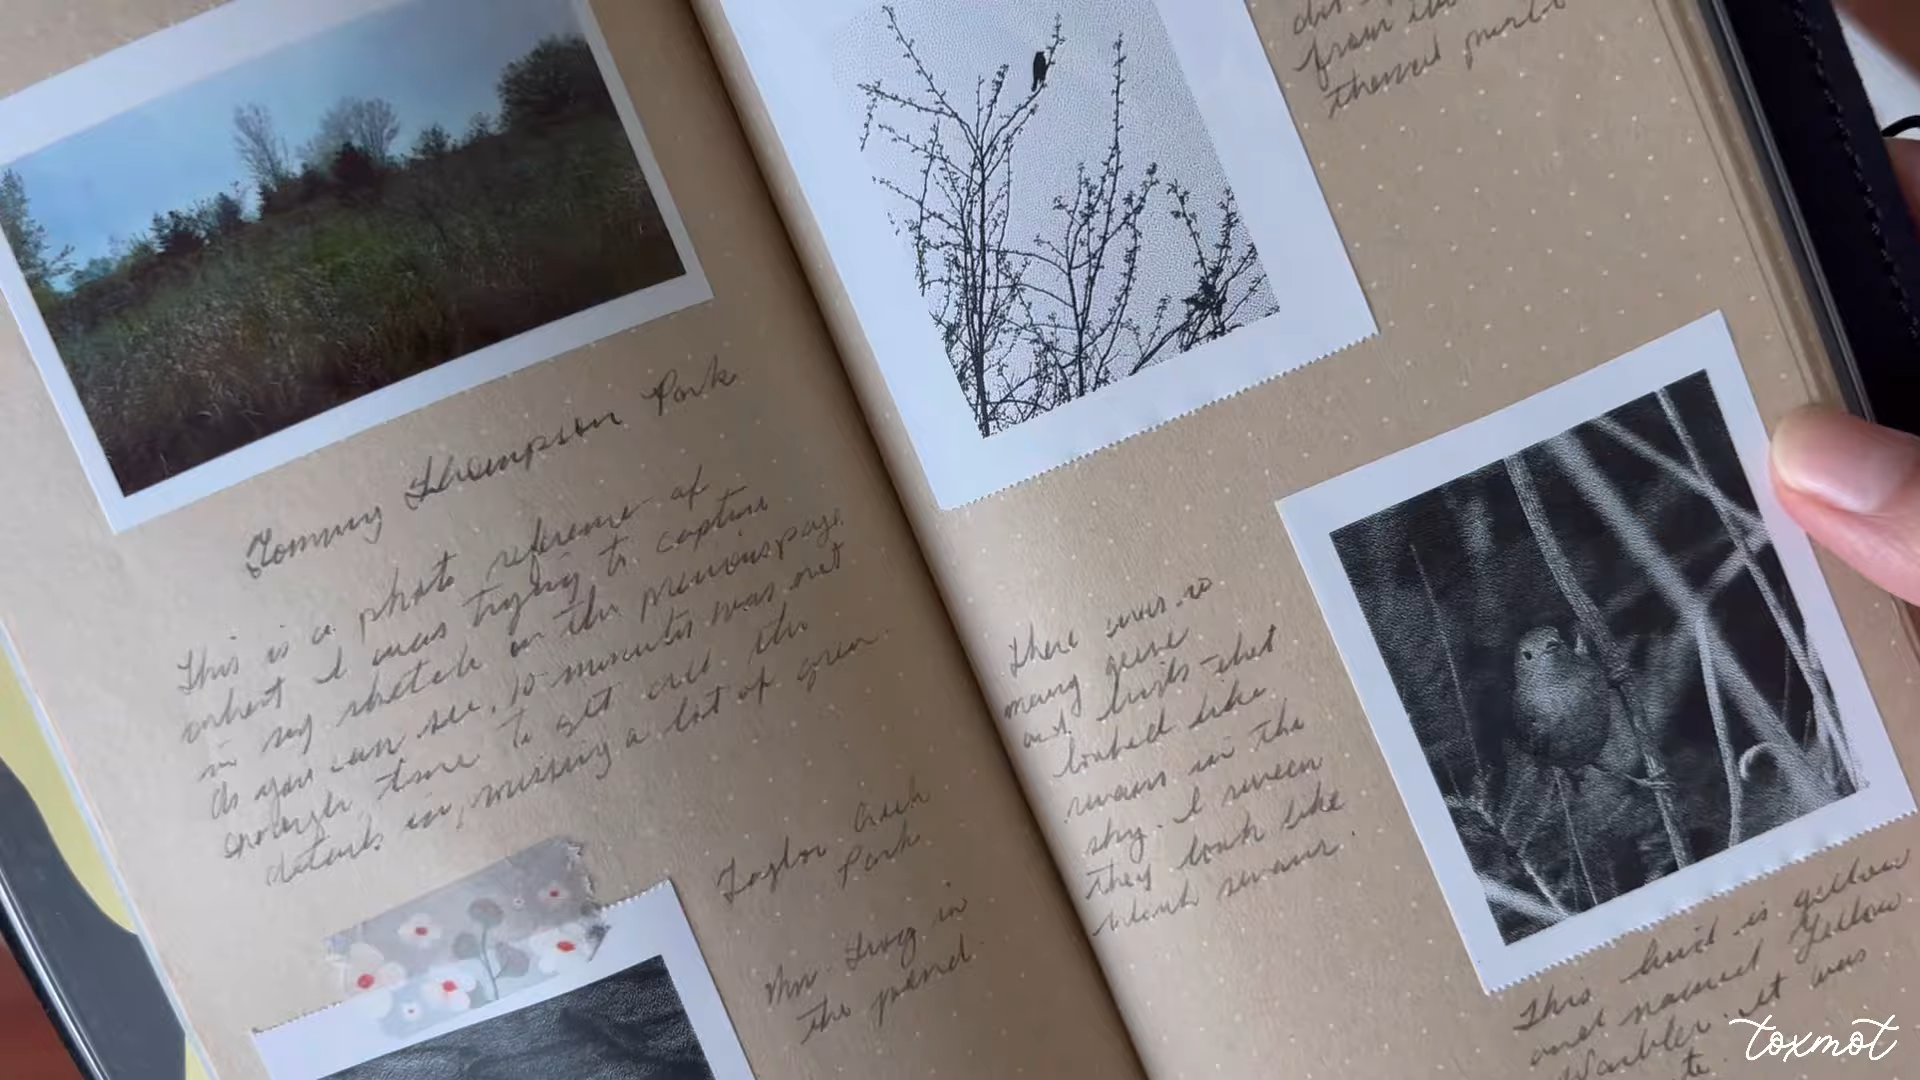 Tommy Thompson Park
This is a photo reference of
what I was trying to capture
in my sketch on the previous page.
As you can see, 10 minutes was not
enough time to get all the
details in, missing a lot of green.
Taylor Creek
Park.
Mr. Frog in
the pond.
from the
themed
There were so
many geese
and birds that
looked like
swans in the
sky. I swear
they look like
black swans.
This bird is yellow
and named Yellow
Warbler. It was
toxmot